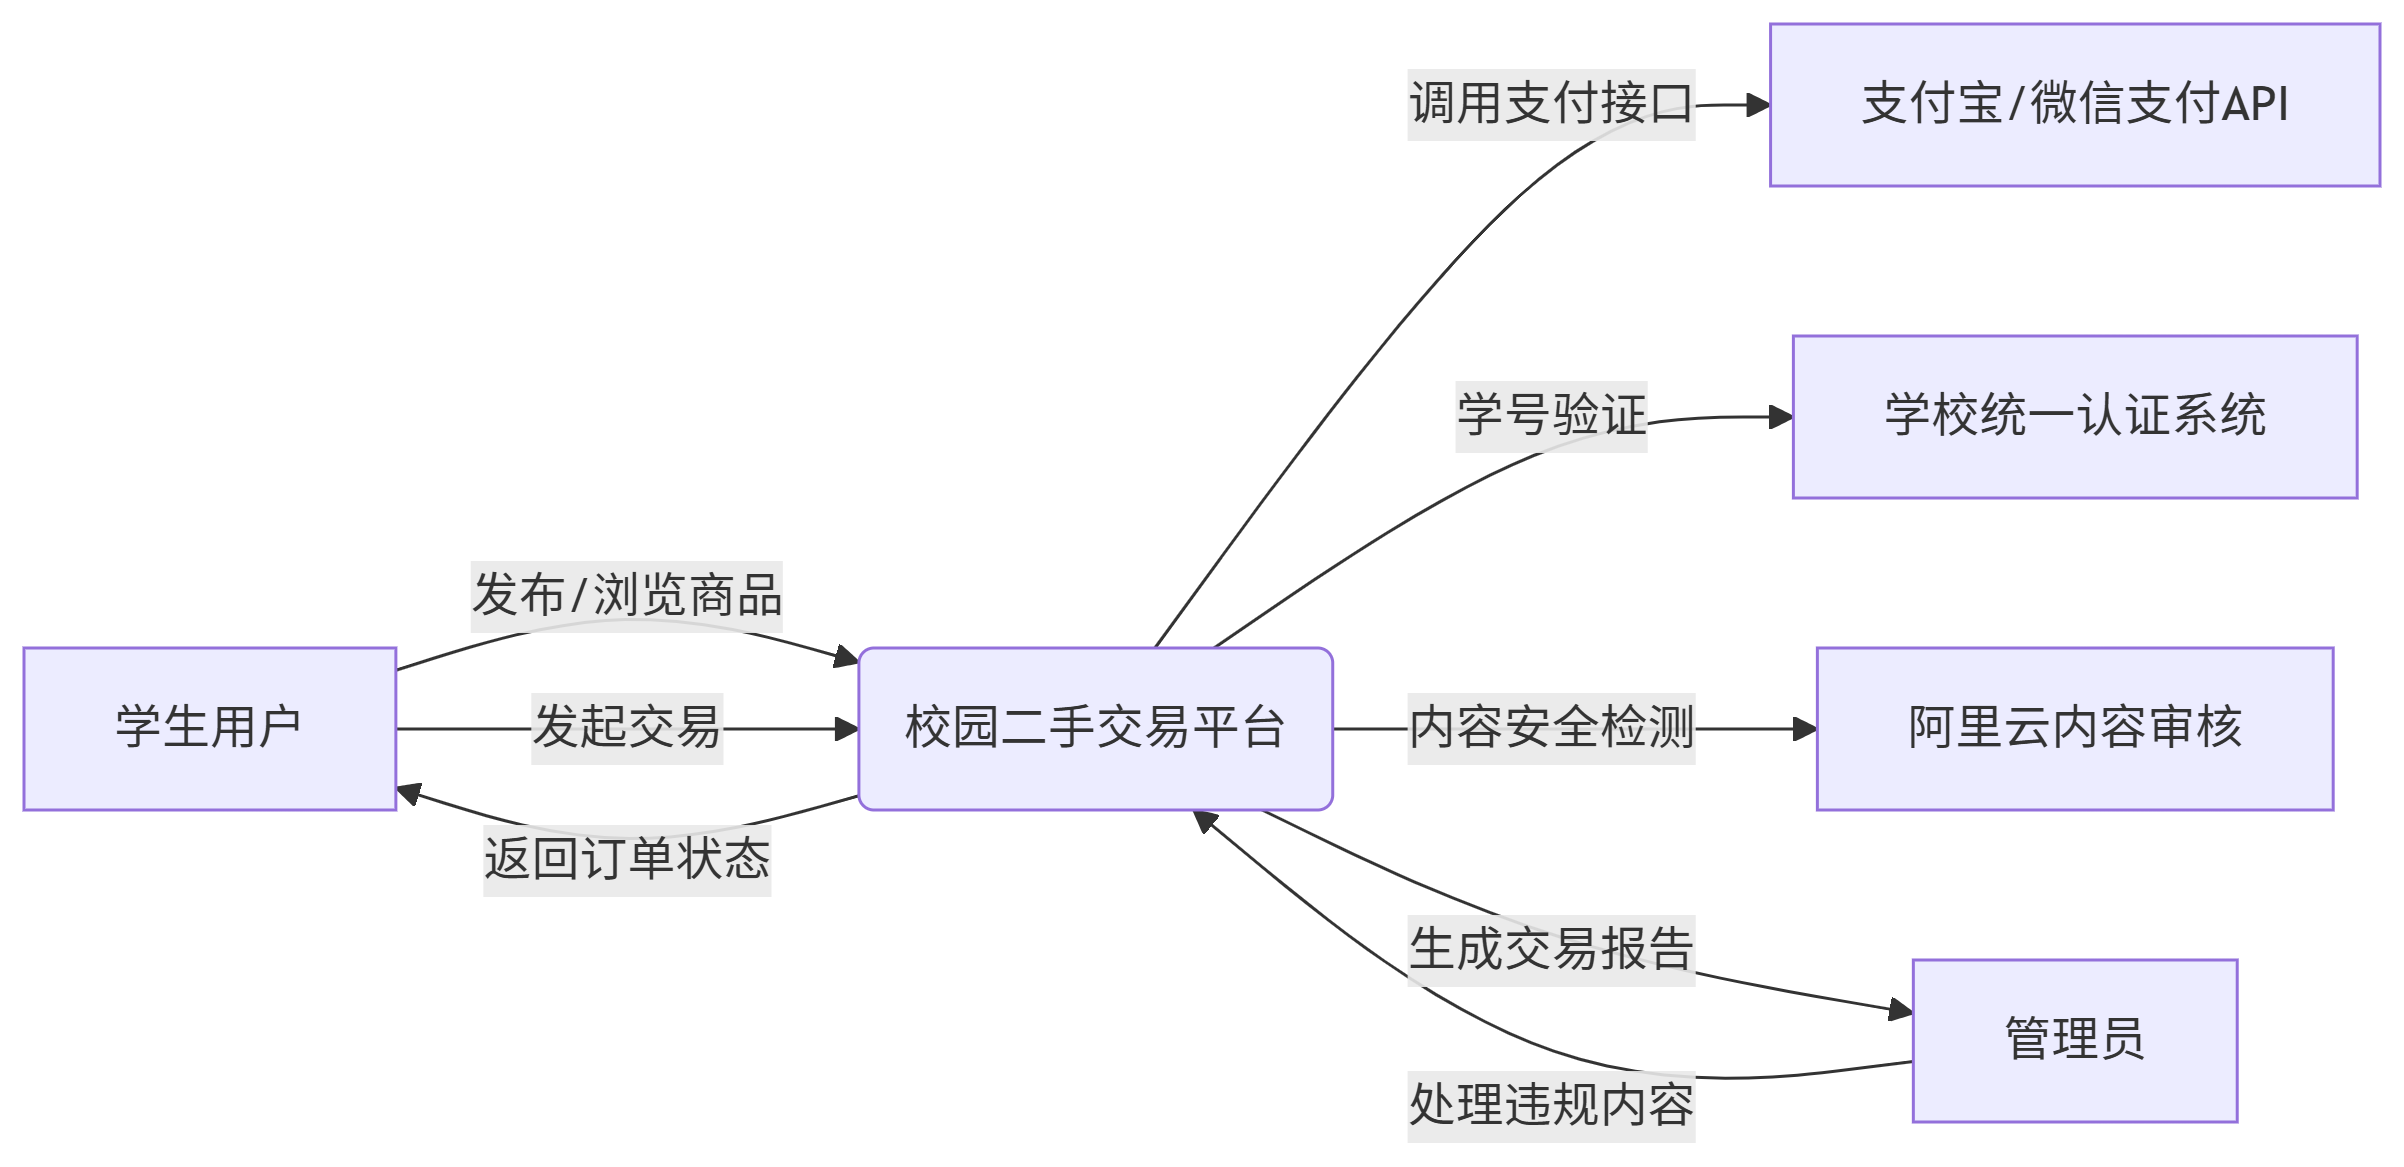 调用支付接口
支付宝/微信支付API
学号验证
学校统一认证系统
发布/浏览商品
学生用户
发起交易
校园二手交易平台
内容安全检测
阿里云内容审核
返回订单状态
生成交易报告
管理员
处理违规内容